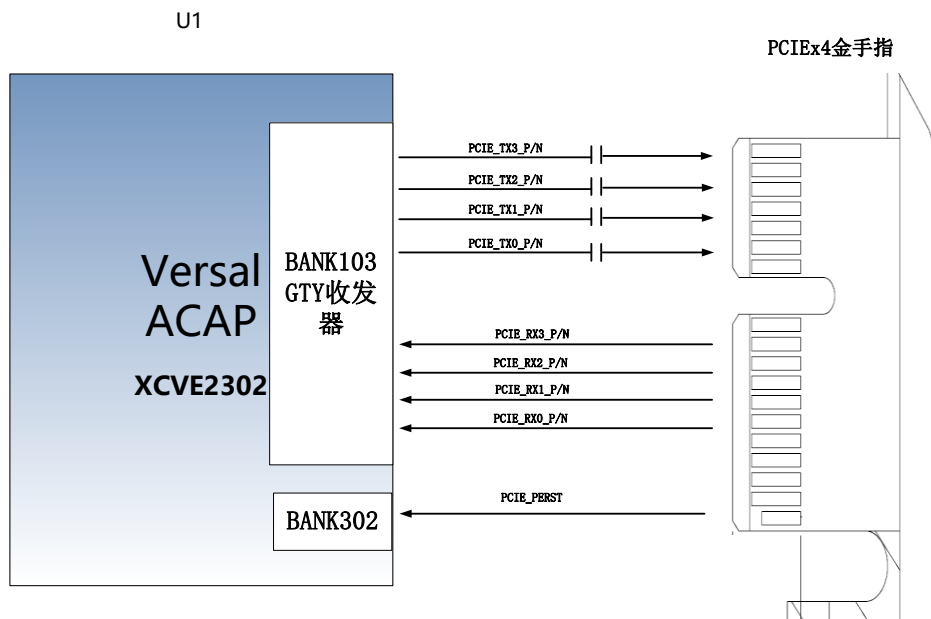 U1
PCIEx4金手指
PCIE_TX3_P/N
PCIE_TX2_P/N
PCIE_TX1_P/N
PCIE_TX0_P/N
Versal
ACAP
XCVE2302
BANK103
GTY收发
器
PCIE_RX3_P/N
PCIE_RX2_P/N
PCIE_RX1_P/N
PCIE_RX0_P/N
PCIE_PERST
BANK302